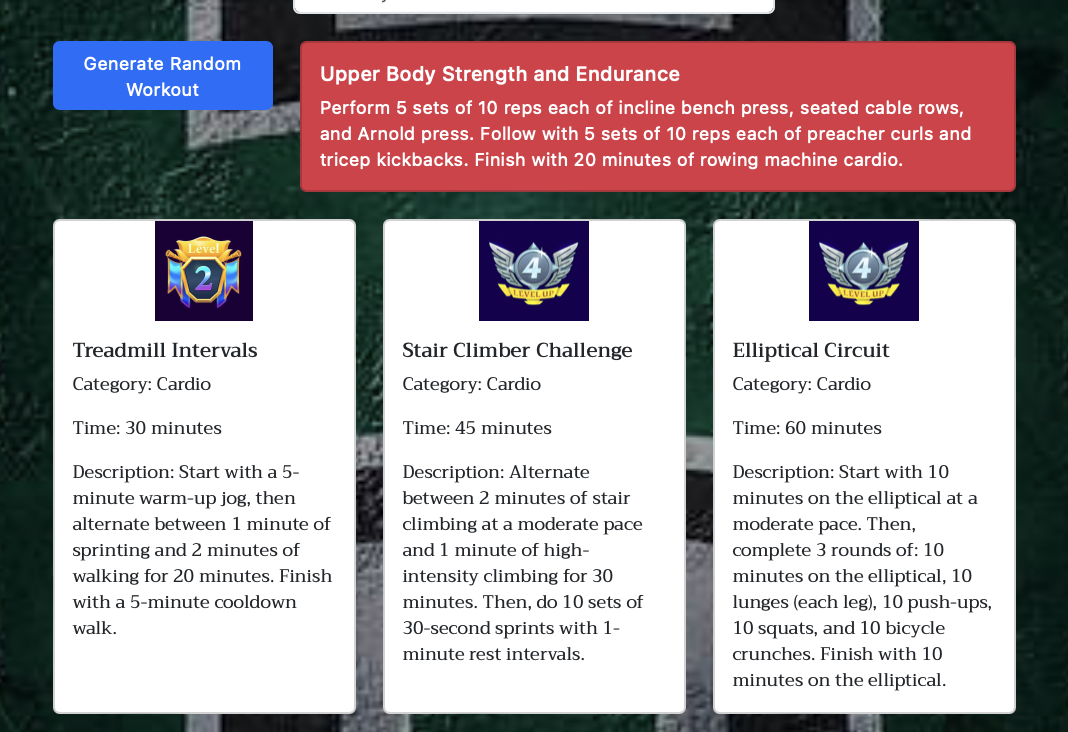 Generate Random
Workout
Upper Body Strength and Endurance
Perform 5 sets of 10 reps each of incline bench press, seated cable rows,
and Arnold press. Follow with 5 sets of 10 reps each of preacher curls and
tricep kickbacks. Finish with 20 minutes of rowing machine cardio.
Level
2
Treadmill Intervals
Category: Cardio
Time: 30 minutes
Description: Start with a 5-
minute warm-up jog, then
alternate between 1 minute of
sprinting and 2 minutes of
walking for 20 minutes. Finish
with a 5-minute cooldown
walk.
4
LEVEL UP
Stair Climber Challenge
Category: Cardio
Time: 45 minutes
Description: Alternate
between 2 minutes of stair
climbing at a moderate pace
and 1 minute of high-
intensity climbing for 30
minutes. Then, do 10 sets of
30-second sprints with 1-
minute rest intervals.
4
LEVEL UP
Elliptical Circuit
Category: Cardio
Time: 60 minutes
Description: Start with 10
minutes on the elliptical at a
moderate pace. Then,
complete 3 rounds of: 10
minutes on the elliptical, 10
lunges (each leg), 10 push-ups,
10 squats, and 10 bicycle
crunches. Finish with 10
minutes on the elliptical.